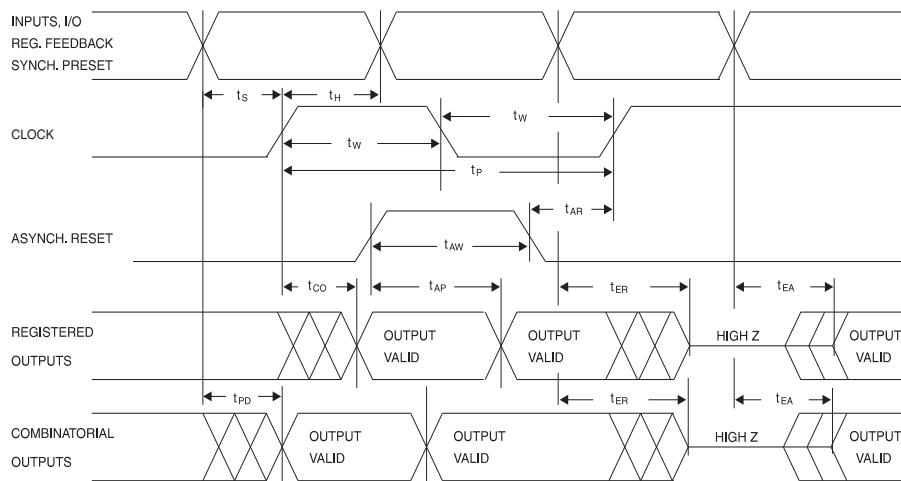 INPUTS, I/O
REG. FEEDBACK
SYNCH. PRESET
tS
tH
CLOCK
tW
tW
tP
ASYNCH. RESET
tAR
tAW
tCO
tAP
tER
tEA
REGISTERED
OUTPUTS
OUTPUT
VALID
OUTPUT
VALID
HIGH Z
OUTPUT
VALID
tPD
tER
tEA
COMBINATORIAL
OUTPUTS
OUTPUT
VALID
OUTPUT
VALID
HIGH Z
OUTPUT
VALID